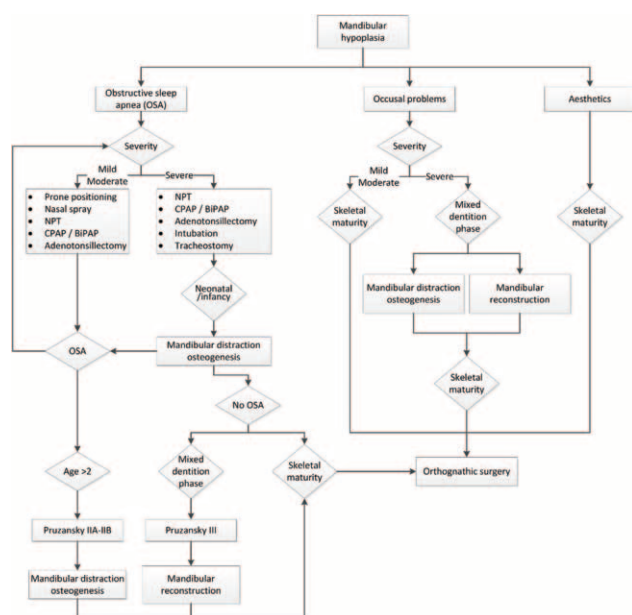 Mandibular
hypoplasia
Obstructive sleep
apnea (OSA)
Occusal problems
Aesthetics
Severity
Severity
Mild
Moderate
Severe
Mild
Moderate
Severe
• Prone positioning
• Nasal spray
• NPT
• CPAP / BiPAP
• Adenotonsillectomy
• NPT
• CPAP / BiPAP
• Adenotonsillectomy
• Intubation
• Tracheostomy
Skeletal
maturity
Mixed
dentition
phase
Skeletal
maturity
Neonatal
/infancy
Mandibular distraction
osteogenesis
Mandibular
reconstruction
OSA
Mandibular distraction
osteogenesis
Skeletal
maturity
No OSA
Age >2
Mixed
dentition
phase
Skeletal
maturity
Orthognathic surgery
Pruzansky IIA-IIB
Pruzansky III
Mandibular distraction
osteogenesis
Mandibular
reconstruction